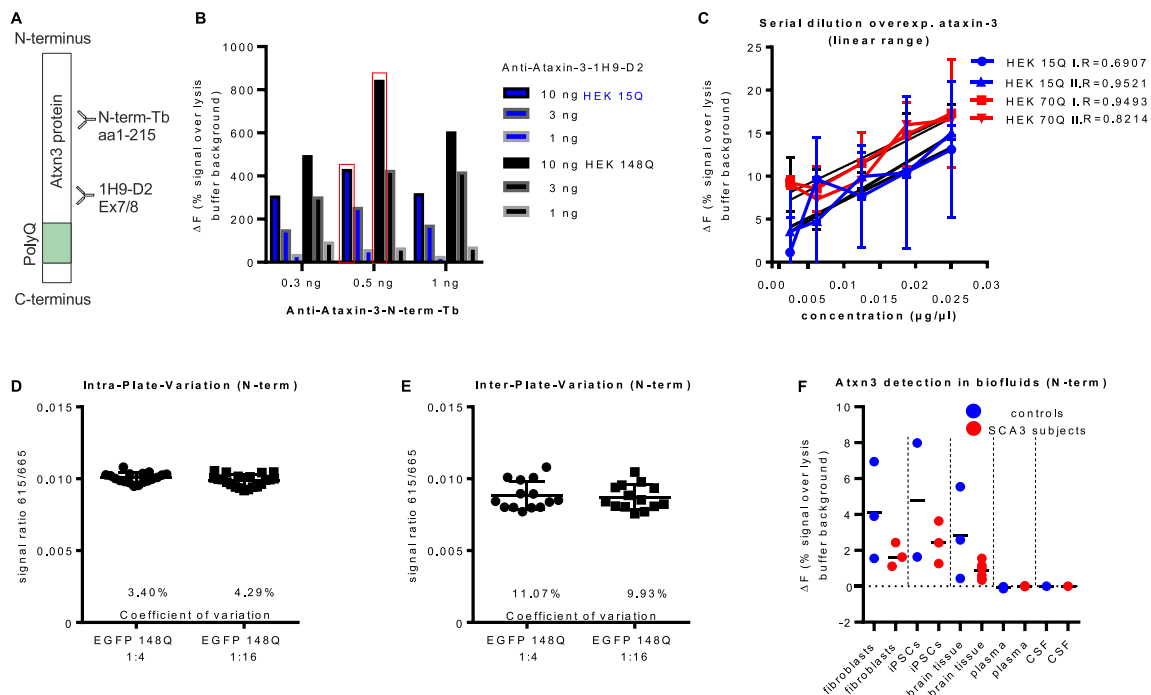 A
N-terminus
Atxn3 protein
N-term-Tb
aa1-215
1H9-D2
Ex7/8
PolyQ
C-terminus
B
ΔF (% signal over lysis
buffer background)
1000
800
600
400
200
0
0.3 ng
0.5 ng
1 ng
Anti-Ataxin-3-N-term-Tb
Anti-Ataxin-3-1H9-D2
10 ng HEK 15Q
3 ng
1 ng
10 ng HEK 148Q
3 ng
1 ng
C
Serial dilution overexp. ataxin-3
(linear range)
ΔF (% signal over lysis
buffer background)
25
20
15
10
5
0
0.00
0.005
0.01
0.015
0.02
0.025
0.03
concentration (µg/µl)
HEK 15Q I.R=0.6907
HEK 15Q II.R=0.9521
HEK 70Q I.R=0.9493
HEK 70Q II.R=0.8214
D
Intra-Plate-Variation (N-term)
signal ratio 615/665
0.015
0.010
0.005
0
3.40%
4.29%
Coefficient of variation
EGFP 148Q
1:4
EGFP 148Q
1:16
E
Inter-Plate-Variation (N-term)
signal ratio 615/665
0.015
0.010
0.005
0
11.07%
9.93%
Coefficient of variation
EGFP 148Q
1:4
EGFP 148Q
1:16
F
Atxn3 detection in biofluids (N-term)
controls
SCA3 subjects
ΔF (% signal over lysis
buffer background)
10
8
6
4
2
0
-2
fibroblasts
fibroblasts
iPSCs
iPSCs
brain tissue
brain tissue
plasma
plasma
CSF
CSF